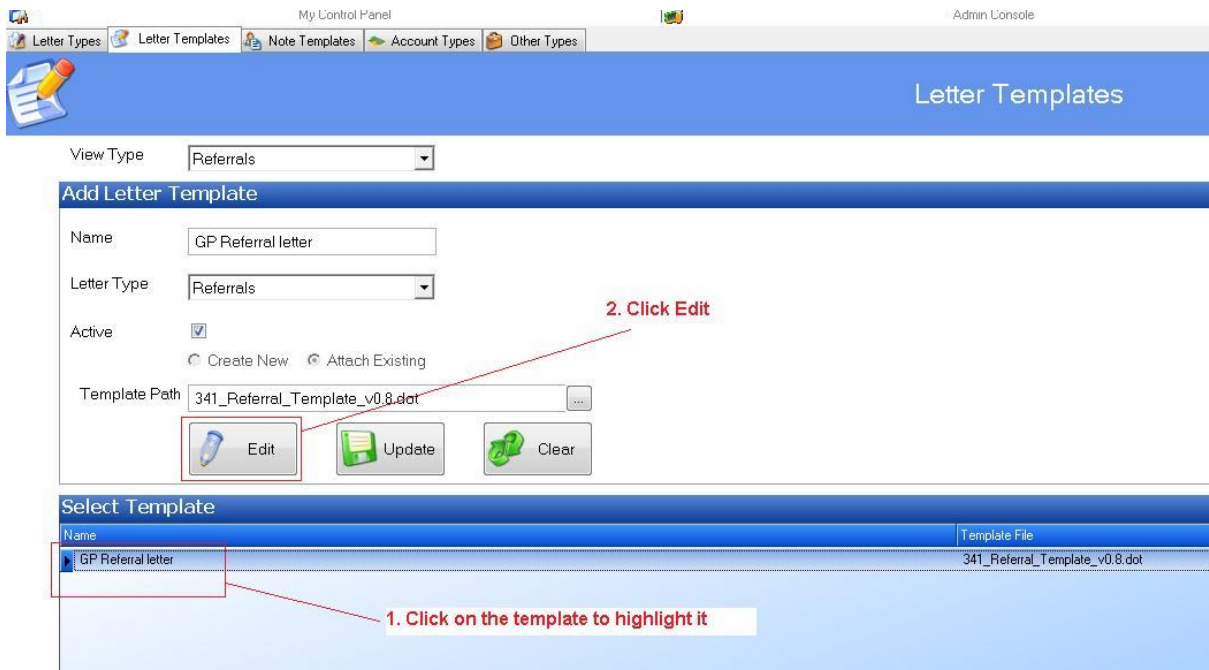 My Control Panel Admin Console
Letter Types Letter Templates Note Templates Account Types Other Types
Letter Templates
View Type Referrals
Add Letter Template
Name GP Referral letter
Letter Type Referrals
2. Click Edit
Active
Create New Attach Existing
Template Path 341_Referral_Template_v0.8.dot ...
Edit Update Clear
Select Template
Name Template File
GP Referral letter 341_Referral_Template_v0.8.dot
1. Click on the template to highlight it